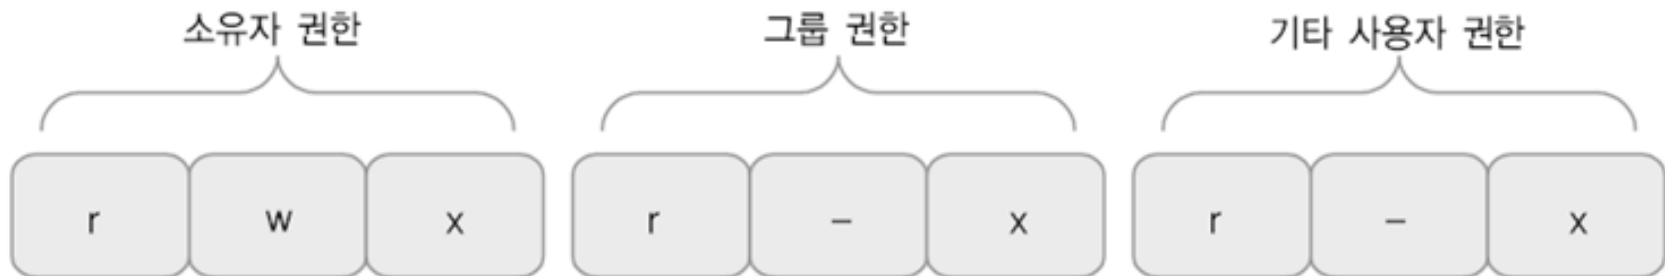 소유자 권한 그룹 권한 기타 사용자 권한
r w x r – x r – x